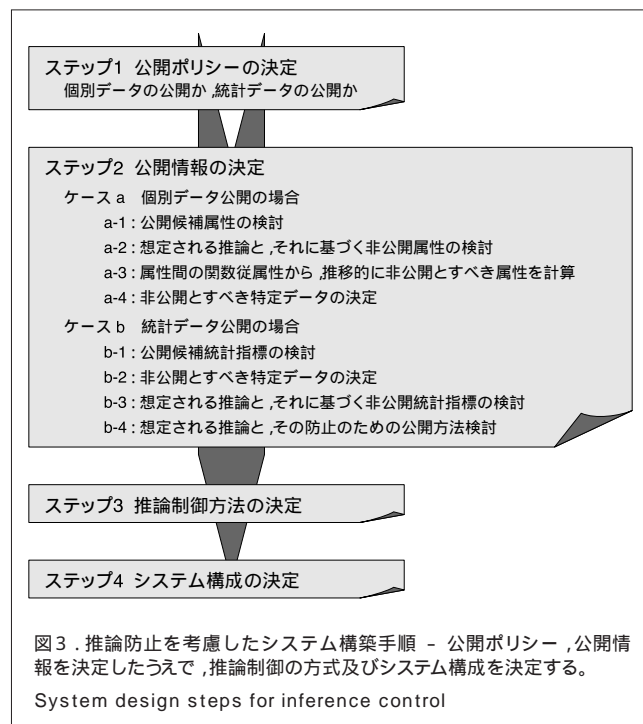 ステップ1 公開ポリシーの決定
個別データの公開か,統計データの公開か
ステップ2 公開情報の決定
ケース a 個別データ公開の場合
a-1:公開候補属性の検討
a-2:想定される推論と,それに基づく非公開属性の検討
a-3:属性間の関数従属性から,推移的に非公開とすべき属性を計算
a-4:非公開とすべき特定データの決定
ケース b 統計データ公開の場合
b-1:公開候補統計指標の検討
b-2:非公開とすべき特定データの決定
b-3:想定される推論と,それに基づく非公開統計指標の検討
b-4:想定される推論と,その防止のための公開方法検討
ステップ3 推論制御方法の決定
ステップ4 システム構成の決定
図3.推論防止を考慮したシステム構築手順 - 公開ポリシー,公開情
報を決定したうえで,推論制御の方式及びシステム構成を決定する。
System design steps for inference control